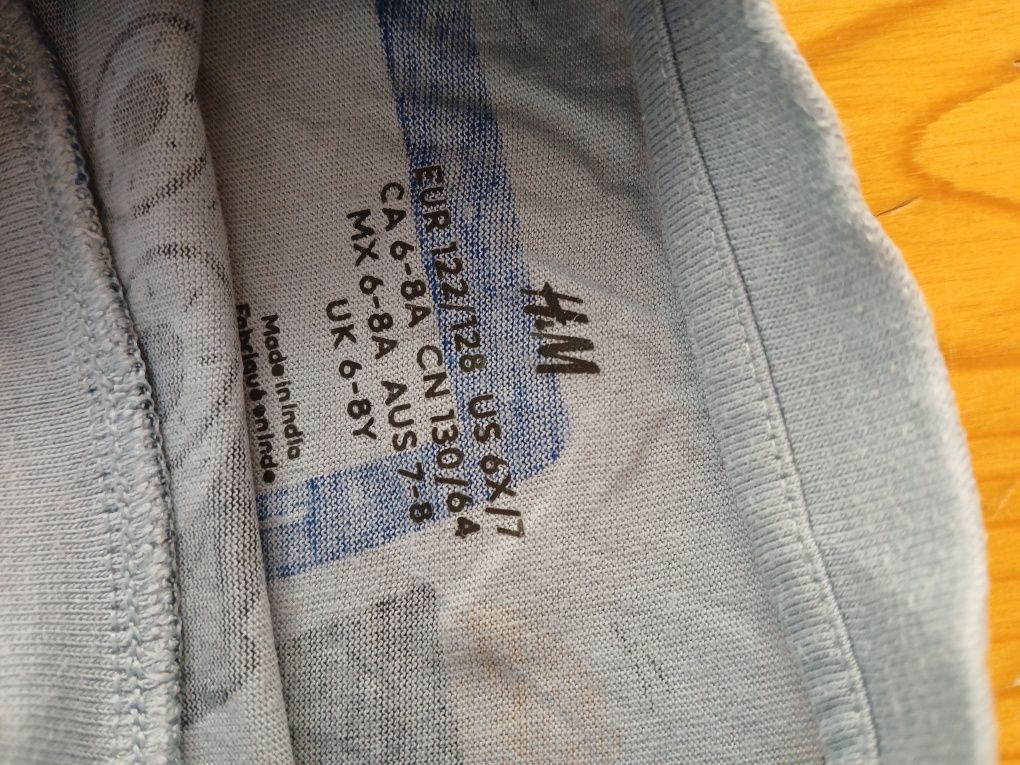 H&M
EUR 122/128 US 6X/7
CA 6-8A CN 130/64
MX 6-8A AUS 7-8
UK 6-8Y
Made in India
Fabriqué en Inde